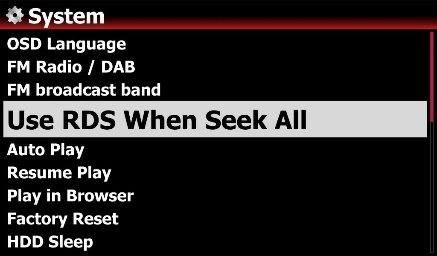 System
OSD Language
FM Radio / DAB
FM broadcast band
Use RDS When Seek All
Auto Play
Resume Play
Play in Browser
Factory Reset
HDD Sleep